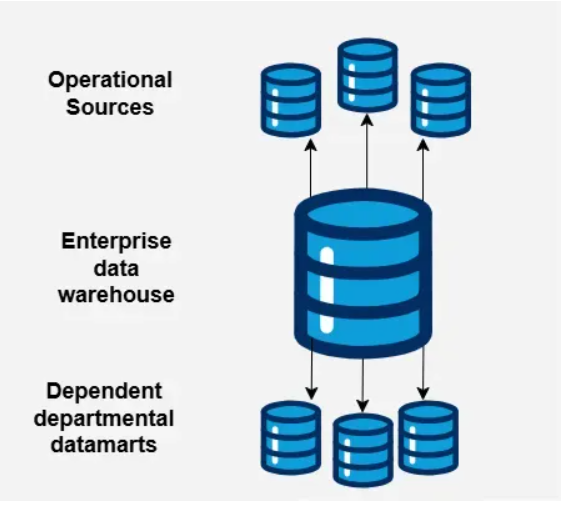 Operational
Sources
Enterprise
data
warehouse
Dependent
departmental
datamarts